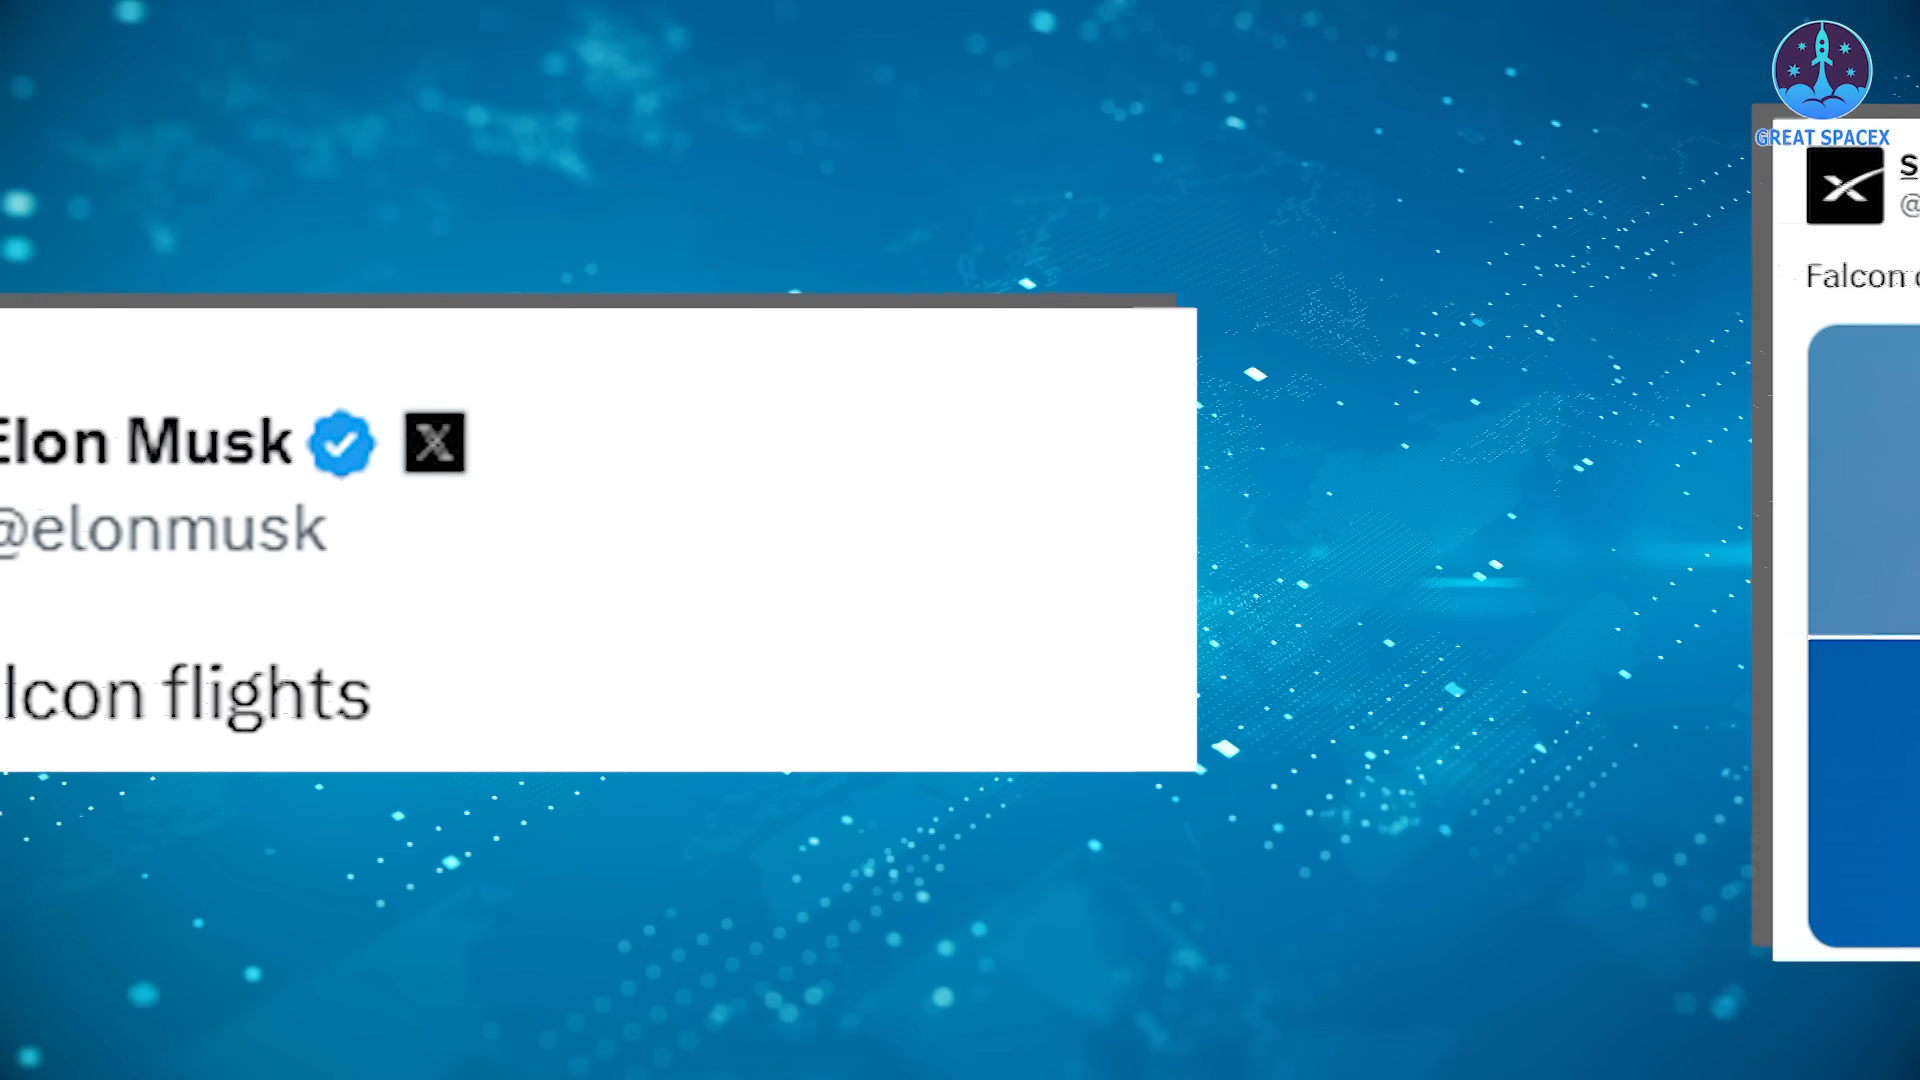 Elon Musk
@elonmusk
lcon flights
GREAT SPACEX
S
@
Falcon